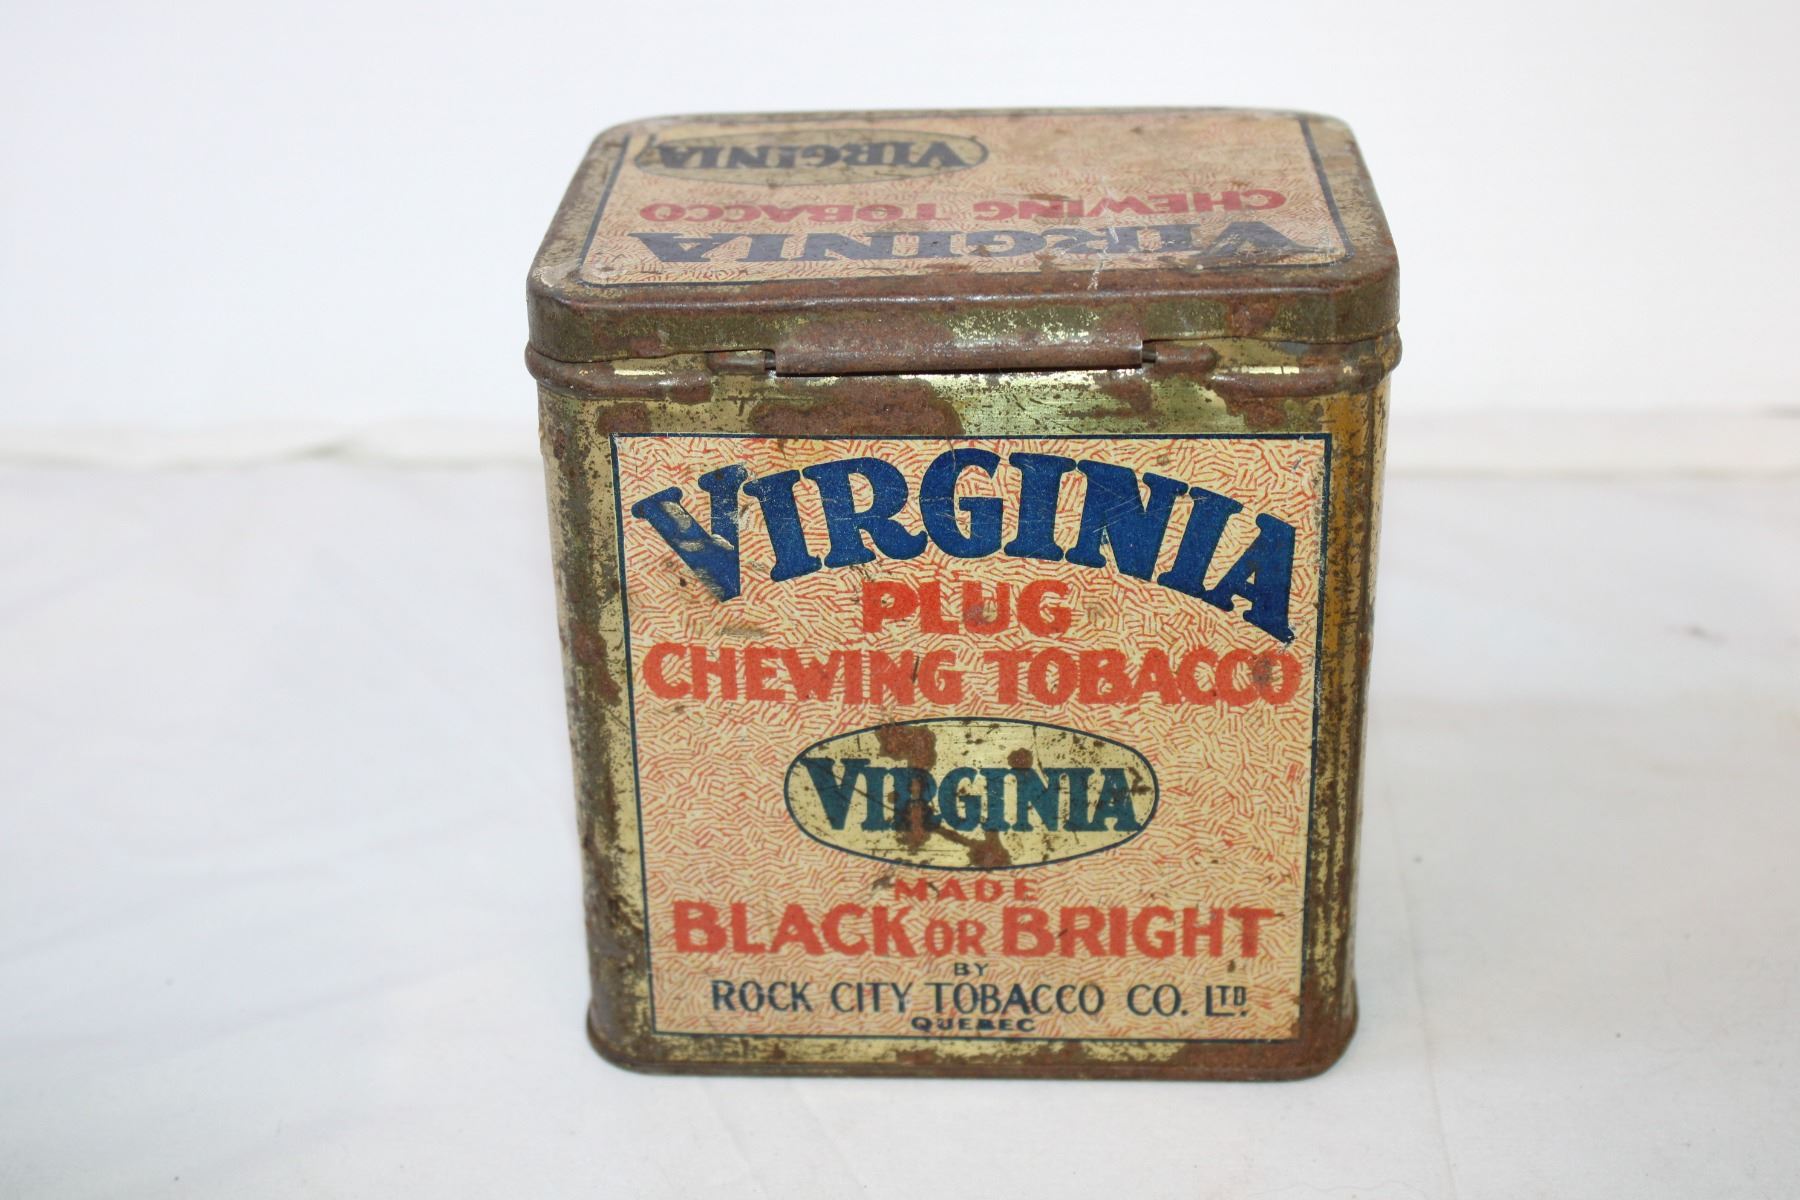 VIRGINIA
CHEWING TOBACCO
VIRGINIA
VIRGINIA
PLUG
CHEWING TOBACCO
VIRGINIA
MADE
BLACK OR BRIGHT
BY
ROCK CITY TOBACCO CO. LTD.
QUEBEC